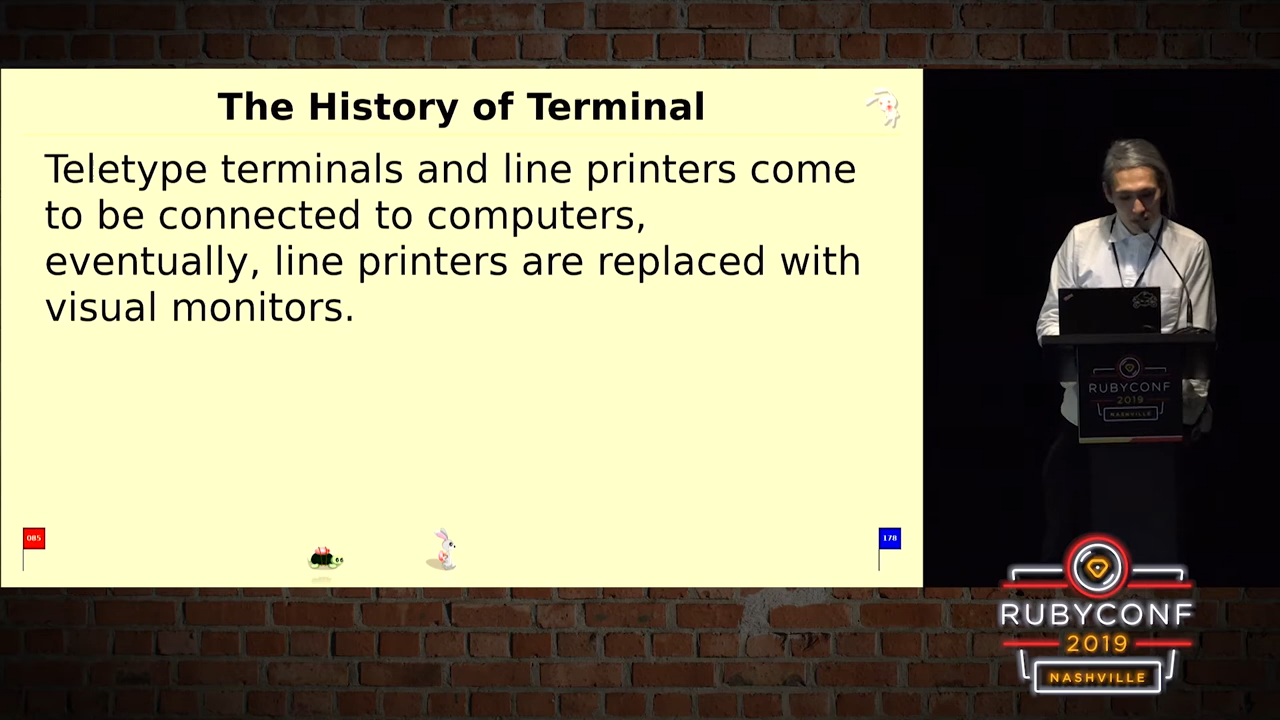 The History of Terminal
Teletype terminals and line printers come
to be connected to computers,
eventually, line printers are replaced with
visual monitors.
085
178
RUBYCONF
2019
NASHVILLE
RUBYCONF
2019
NASHVILLE